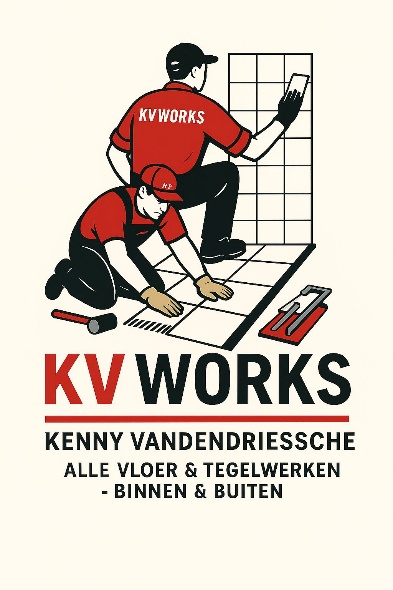 KVWORKS
KV WORKS
KENNY VANDENDRIESSCHE
ALLE VLOER & TEGELWERKEN
- BINNEN & BUITEN